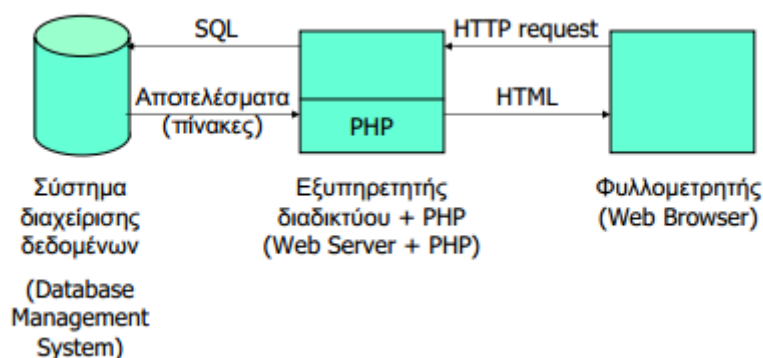 SQL
HTTP request
Αποτελέσματα
(πίνακες)
HTML
PHP
Σύστημα
διαχείρισης
δεδομένων
(Database
Management
System)
Εξυπηρετητής
διαδικτύου + PHP
(Web Server + PHP)
Φυλλομετρητής
(Web Browser)